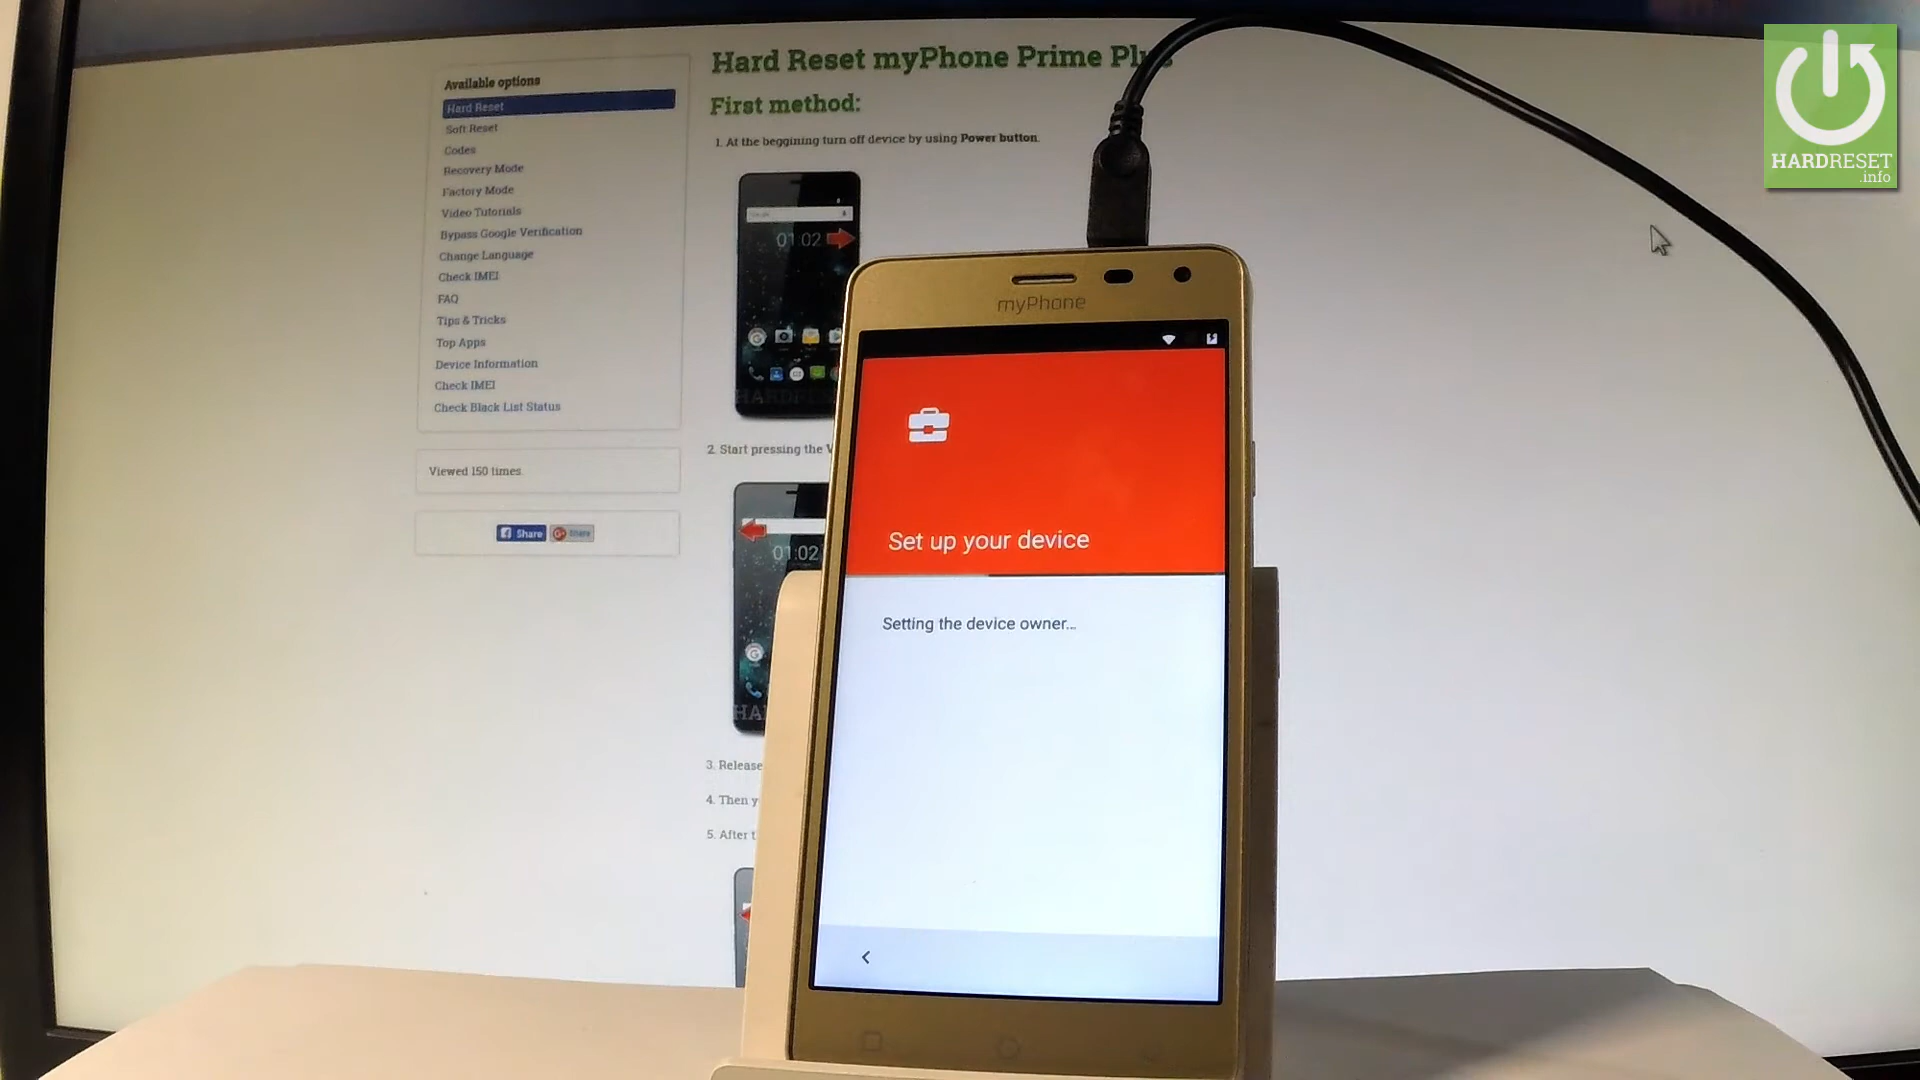 Hard Reset myPhone Prime Plus
First method:
1. At the beggining turn off device by using Power button.
Available options
Hard Reset
Soft Reset
Codes
Recovery Mode
Factory Mode
Video Tutorials
Bypass Google Verification
Change Language
Check IMEI
FAQ
Tips & Tricks
Top Apps
Device Information
Check IMEI
Check Black List Status
Viewed 150 times
Share
Share
01:02
2. Start pressing the V
01:02
3. Release
4. Then y
5. After t
myPhone
Set up your device
Setting the device owner...
HARDRESET
.info